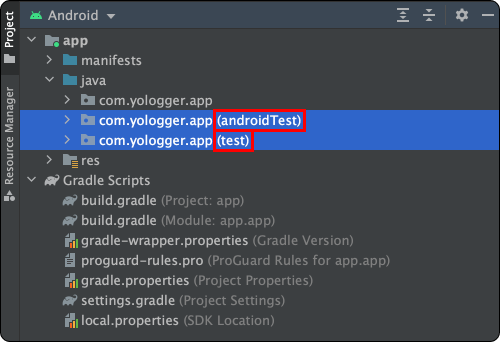 Project
Resource Manager
Android
app
manifests
java
com.yologger.app
com.yologger.app (androidTest)
com.yologger.app (test)
res
Gradle Scripts
build.gradle (Project: app)
build.gradle (Module: app.app)
gradle-wrapper.properties (Gradle Version)
proguard-rules.pro (ProGuard Rules for app.app)
gradle.properties (Project Properties)
settings.gradle (Project Settings)
local.properties (SDK Location)